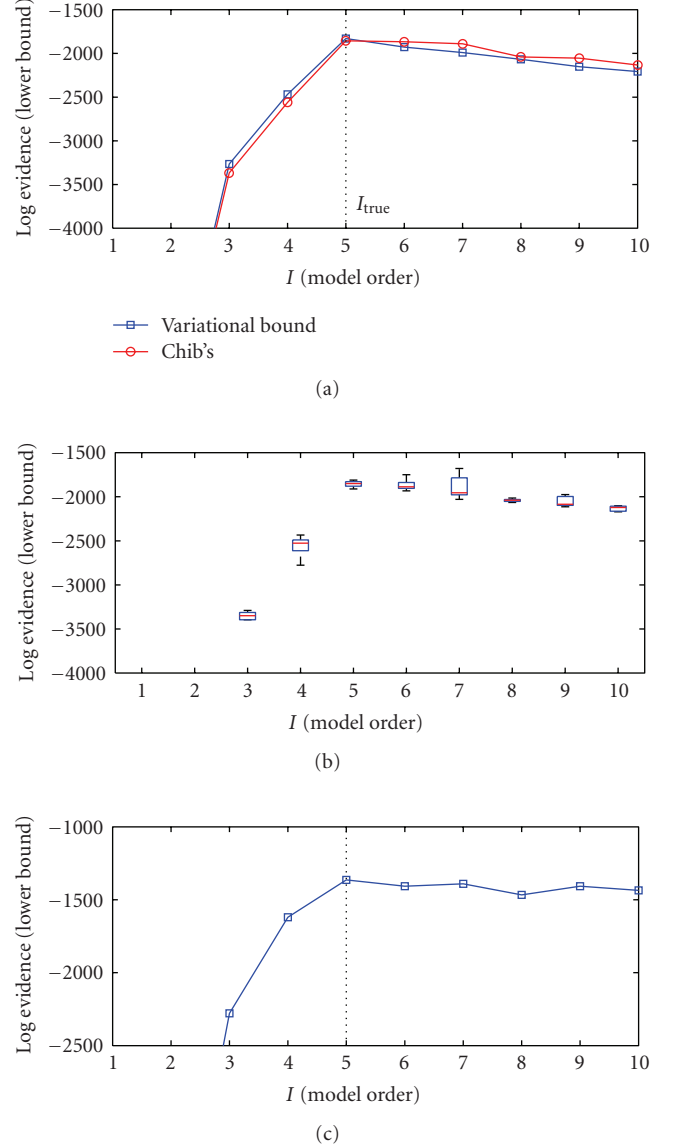 −1500
−2000
−2500
−3000
−3500
−4000
Log evidence (lower bound)
I_true
1 2 3 4 5 6 7 8 9 10
I (model order)
Variational bound
Chib's
(a)
−1500
−2000
−2500
−3000
−3500
−4000
Log evidence (lower bound)
1 2 3 4 5 6 7 8 9 10
I (model order)
(b)
−1000
−1500
−2000
−2500
Log evidence (lower bound)
1 2 3 4 5 6 7 8 9 10
I (model order)
(c)